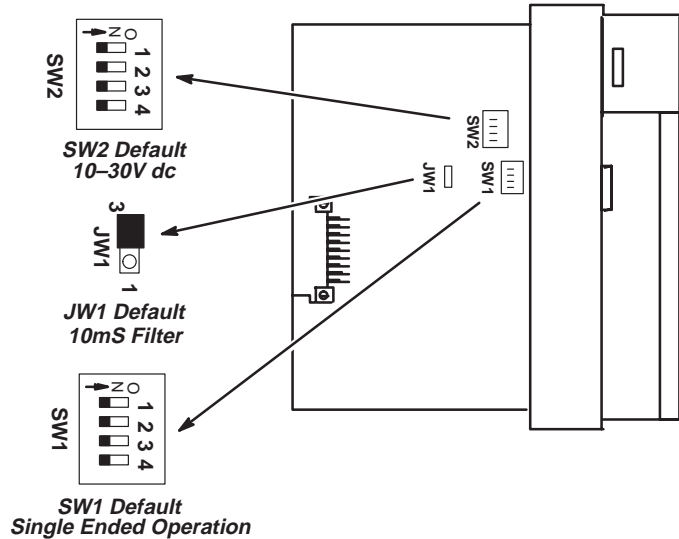 ON
1
2
3
4
SW2
SW2 Default
10–30V dc
3
JW1
1
JW1 Default
10mS Filter
ON
1
2
3
4
SW1
SW1 Default
Single Ended Operation
SW2
JW1
SW1